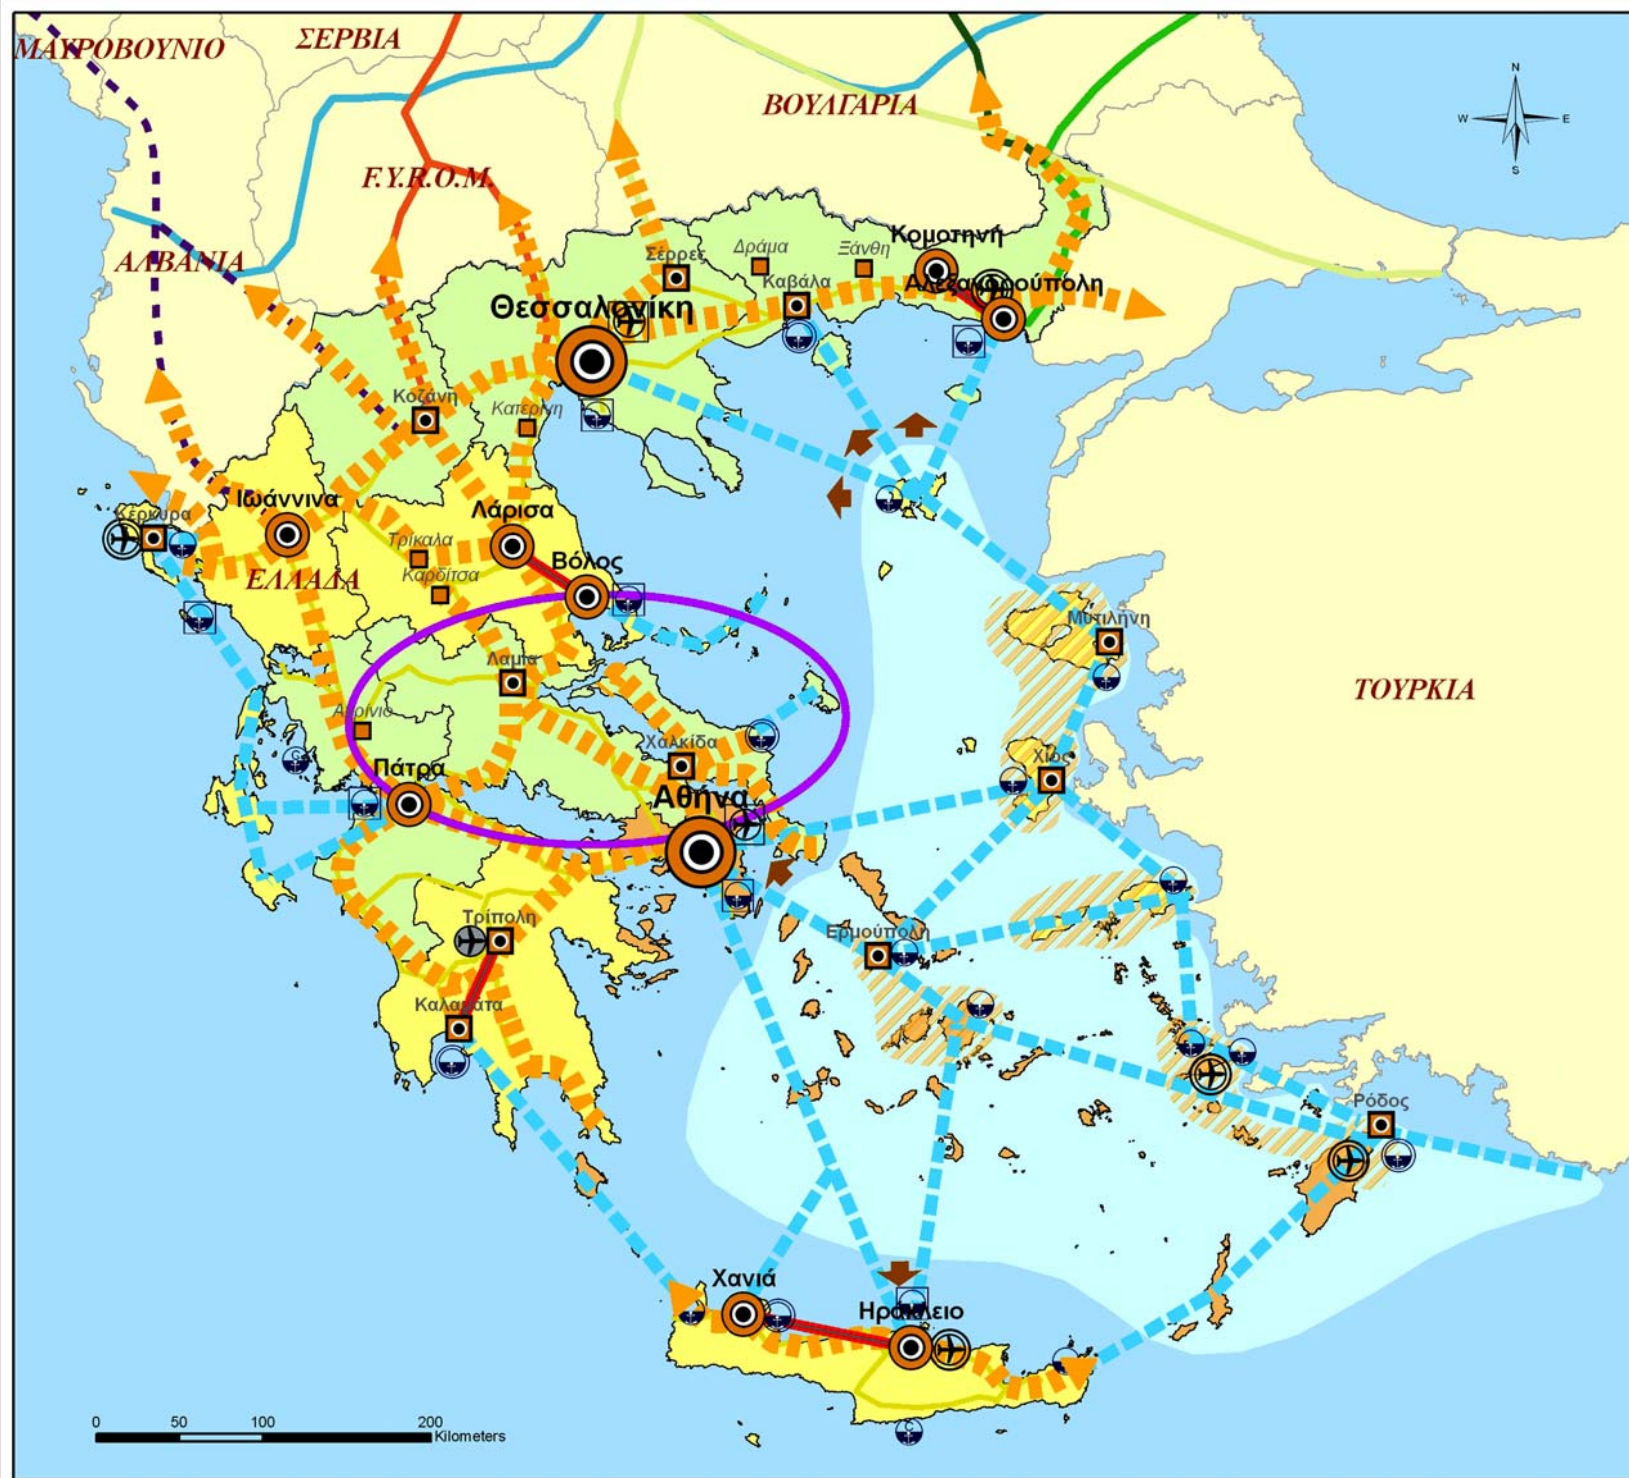 ΜΑΥΡΟΒΟΥΝΙΟ
ΣΕΡΒΙΑ
ΒΟΥΛΓΑΡΙΑ
N
W E
S
F.Y.R.O.M.
ΑΛΒΑΝΙΑ
Κομοτηνή
Δράμα
Ξάνθη
Σέρρες
Καβάλα
Αλεξανδρούπολη
Θεσσαλονίκη
Κοζάνη
Κατερίνη
Ιωάννινα
Κέρκυρα
Λάρισα
Τρίκαλα
Βόλος
Καρδίτσα
ΕΛΛΑΔΑ
Μυτιλήνη
Λαμία
ΤΟΥΡΚΙΑ
Αγρίνιο
Χαλκίδα
Χίος
Πάτρα
Αθήνα
Τρίπολη
Ερμούπολη
Καλαμάτα
Ρόδος
Χανιά
Ηράκλειο
0 50 100 200
Kilometers
C
C